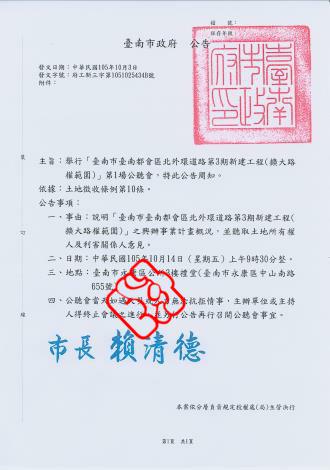 檔　號：
保存年限：
臺南市政府　公告
發文日期：中華民國105年10月3日
發文字號：府工新三字第1051025434B號
附件：
臺南市政府印
主旨：舉行「臺南市臺南都會區北外環道路第3期新建工程(擴大路
權範圍)」第1場公聽會，特此公告周知。
依據：土地徵收條例第10條。
公告事項：
一、事由：說明「臺南市臺南都會區北外環道路第3期新建工程(
擴大路權範圍)」之興辦事業計畫概況，並聽取土地所有權
人及利害關係人意見。
二、日期：中華民國105年10月14日（星期五）上午9時30分整。
三、地點：臺南市永康區公所3樓禮堂(臺南市永康區中山南路
655號
四、公聽會當天如遇 無法抗拒情事，主辦單位或主持
人得終止會議之進行，並另行公告再行召開公聽會事宜。
市長 賴清德
本案依分層負責規定授權處(局)主管決行
第1頁　共1頁
裝
訂
線